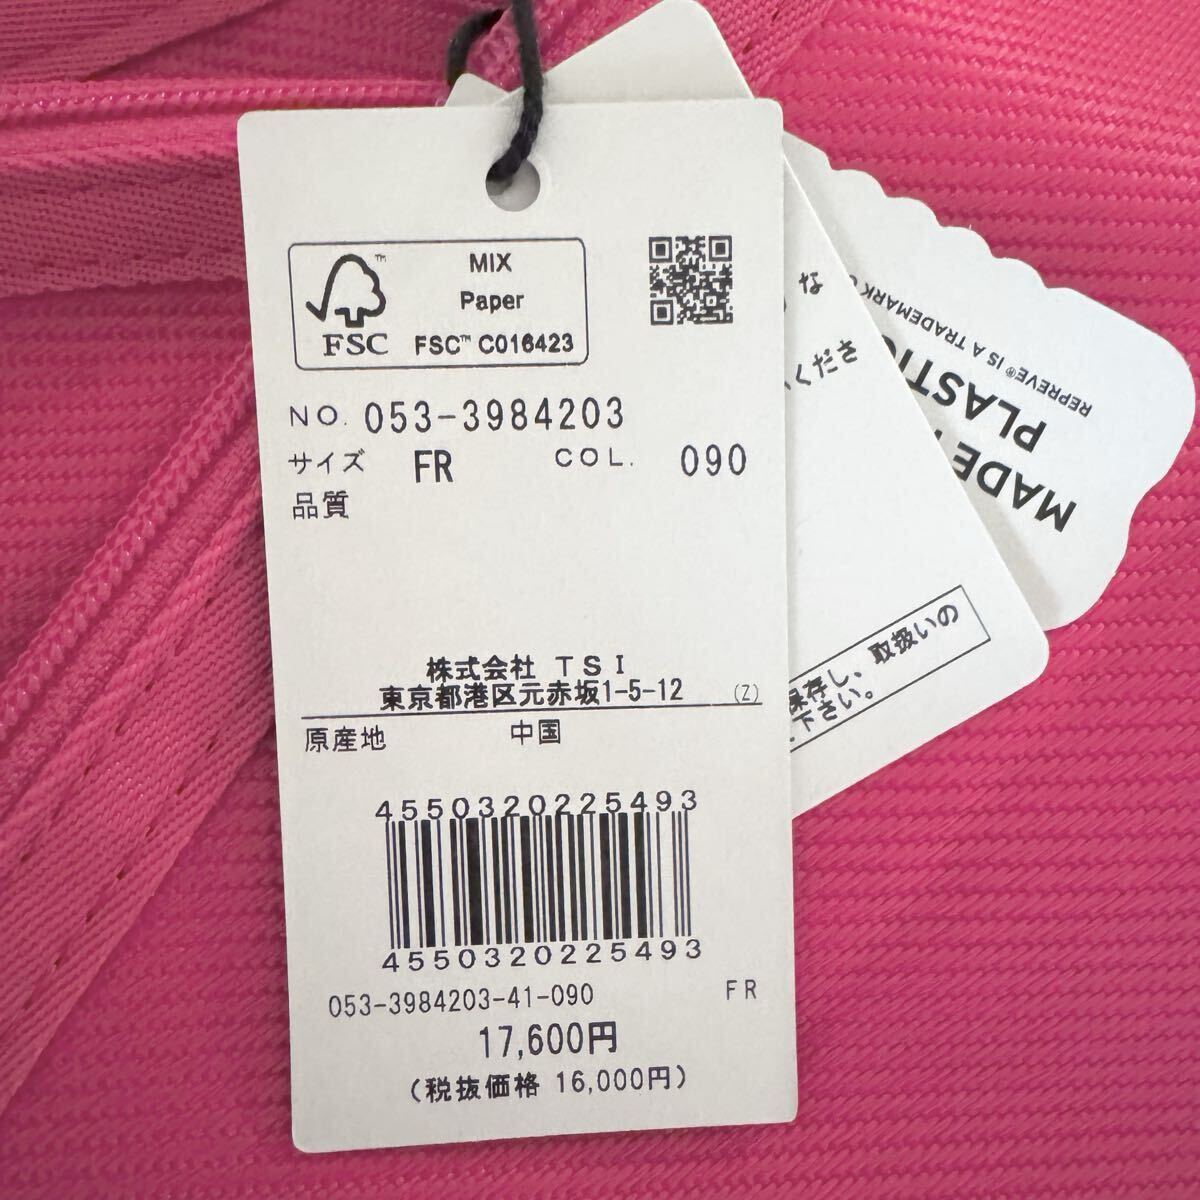 MIX
Paper
FSC™ C016423
FSC
™
NO. 053-3984203
サイズ FR COL. 090
品質
株式会社 TSI
東京都港区元赤坂1-5-12 (Z)
原産地 中国
4550320225493
4550320225493
053-3984203-41-090 FR
17,600円
(税抜価格 16,000円)
な
くださ
保存し、取扱いの
下さい。
MADE
PLASTIC
REPREVE® IS A TRADEMARK